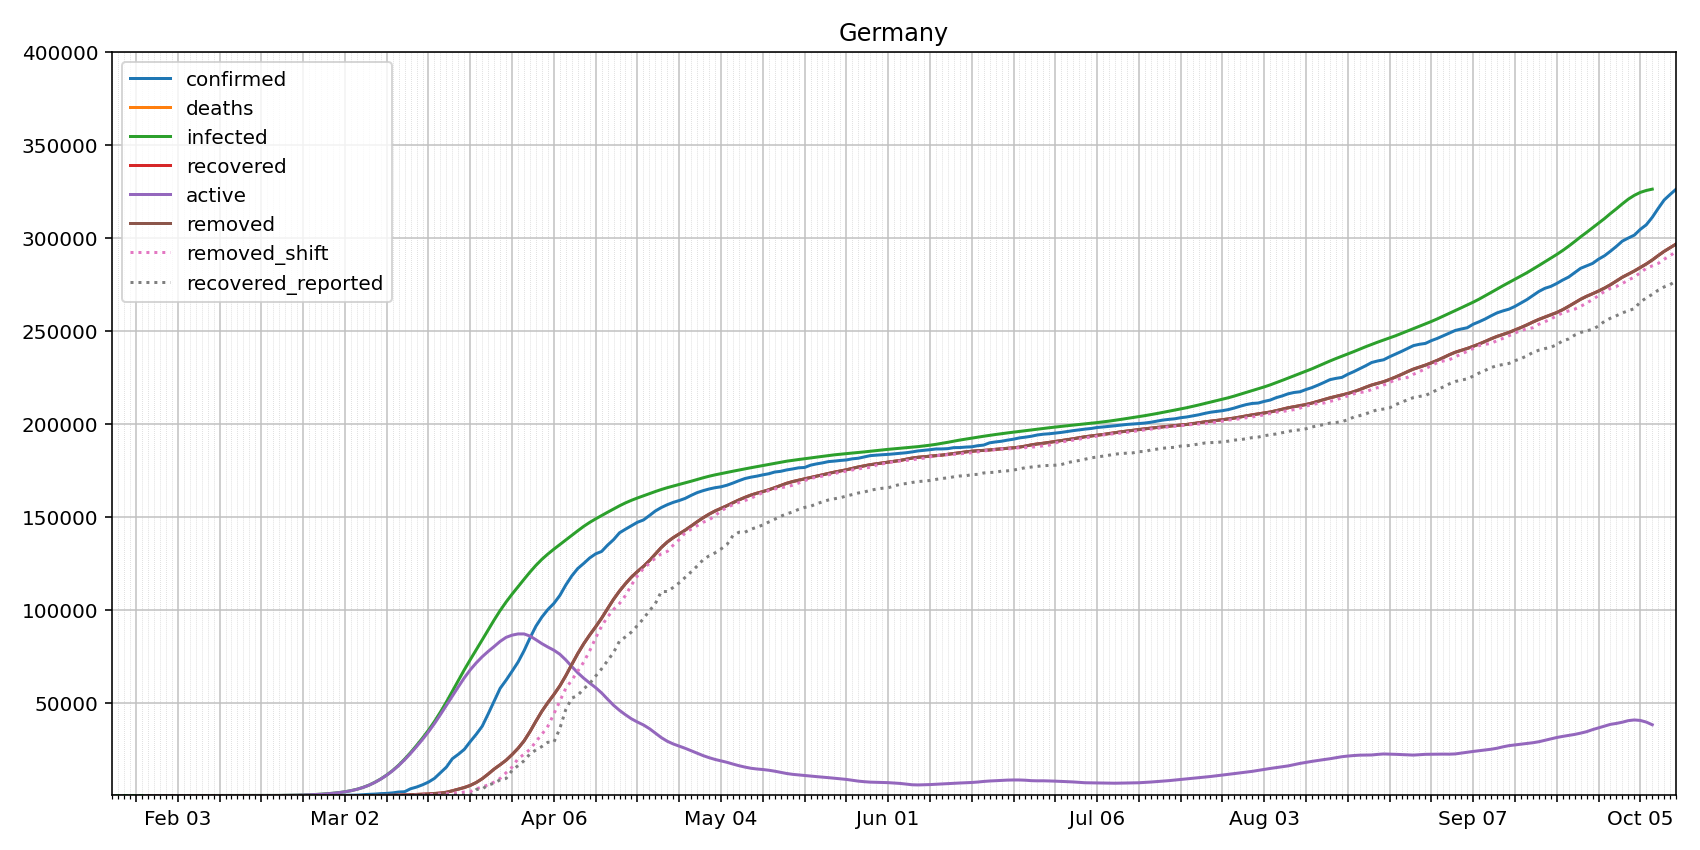 Germany
400000
350000
300000
250000
200000
150000
100000
50000
confirmed
deaths
infected
recovered
active
removed
removed_shift
recovered_reported
Feb 03 Mar 02 Apr 06 May 04 Jun 01 Jul 06 Aug 03 Sep 07 Oct 05